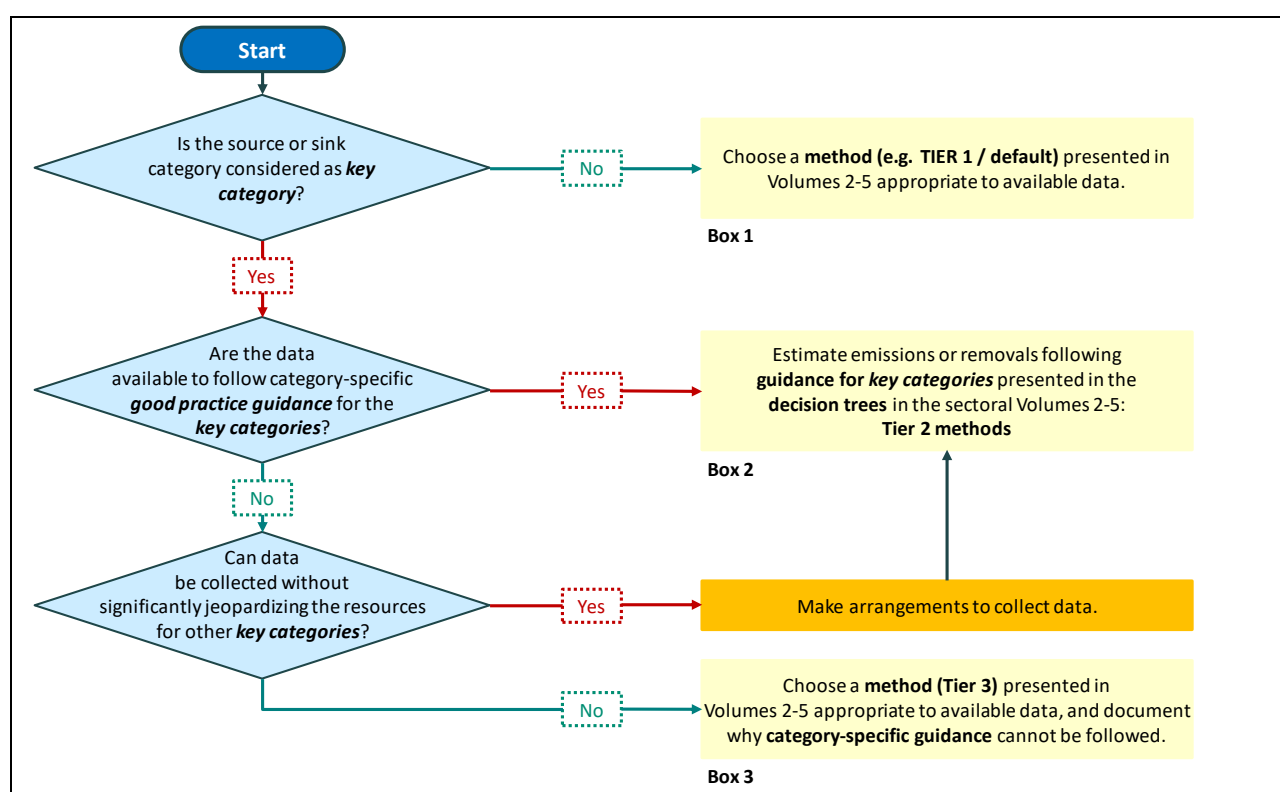 Start
Is the source or sink
category considered as key
category?
No
Choose a method (e.g. TIER 1 / default) presented in
Volumes 2-5 appropriate to available data.
Box 1
Yes
Are the data
available to follow category-specific
good practice guidance for the
key categories?
Yes
Estimate emissions or removals following
guidance for key categories presented in the
decision trees in the sectoral Volumes 2-5:
Tier 2 methods
Box 2
No
Can data
be collected without
significantly jeopardizing the resources
for other key categories?
Yes
Make arrangements to collect data.
No
Choose a method (Tier 3) presented in
Volumes 2-5 appropriate to available data, and document
why category-specific guidance cannot be followed.
Box 3